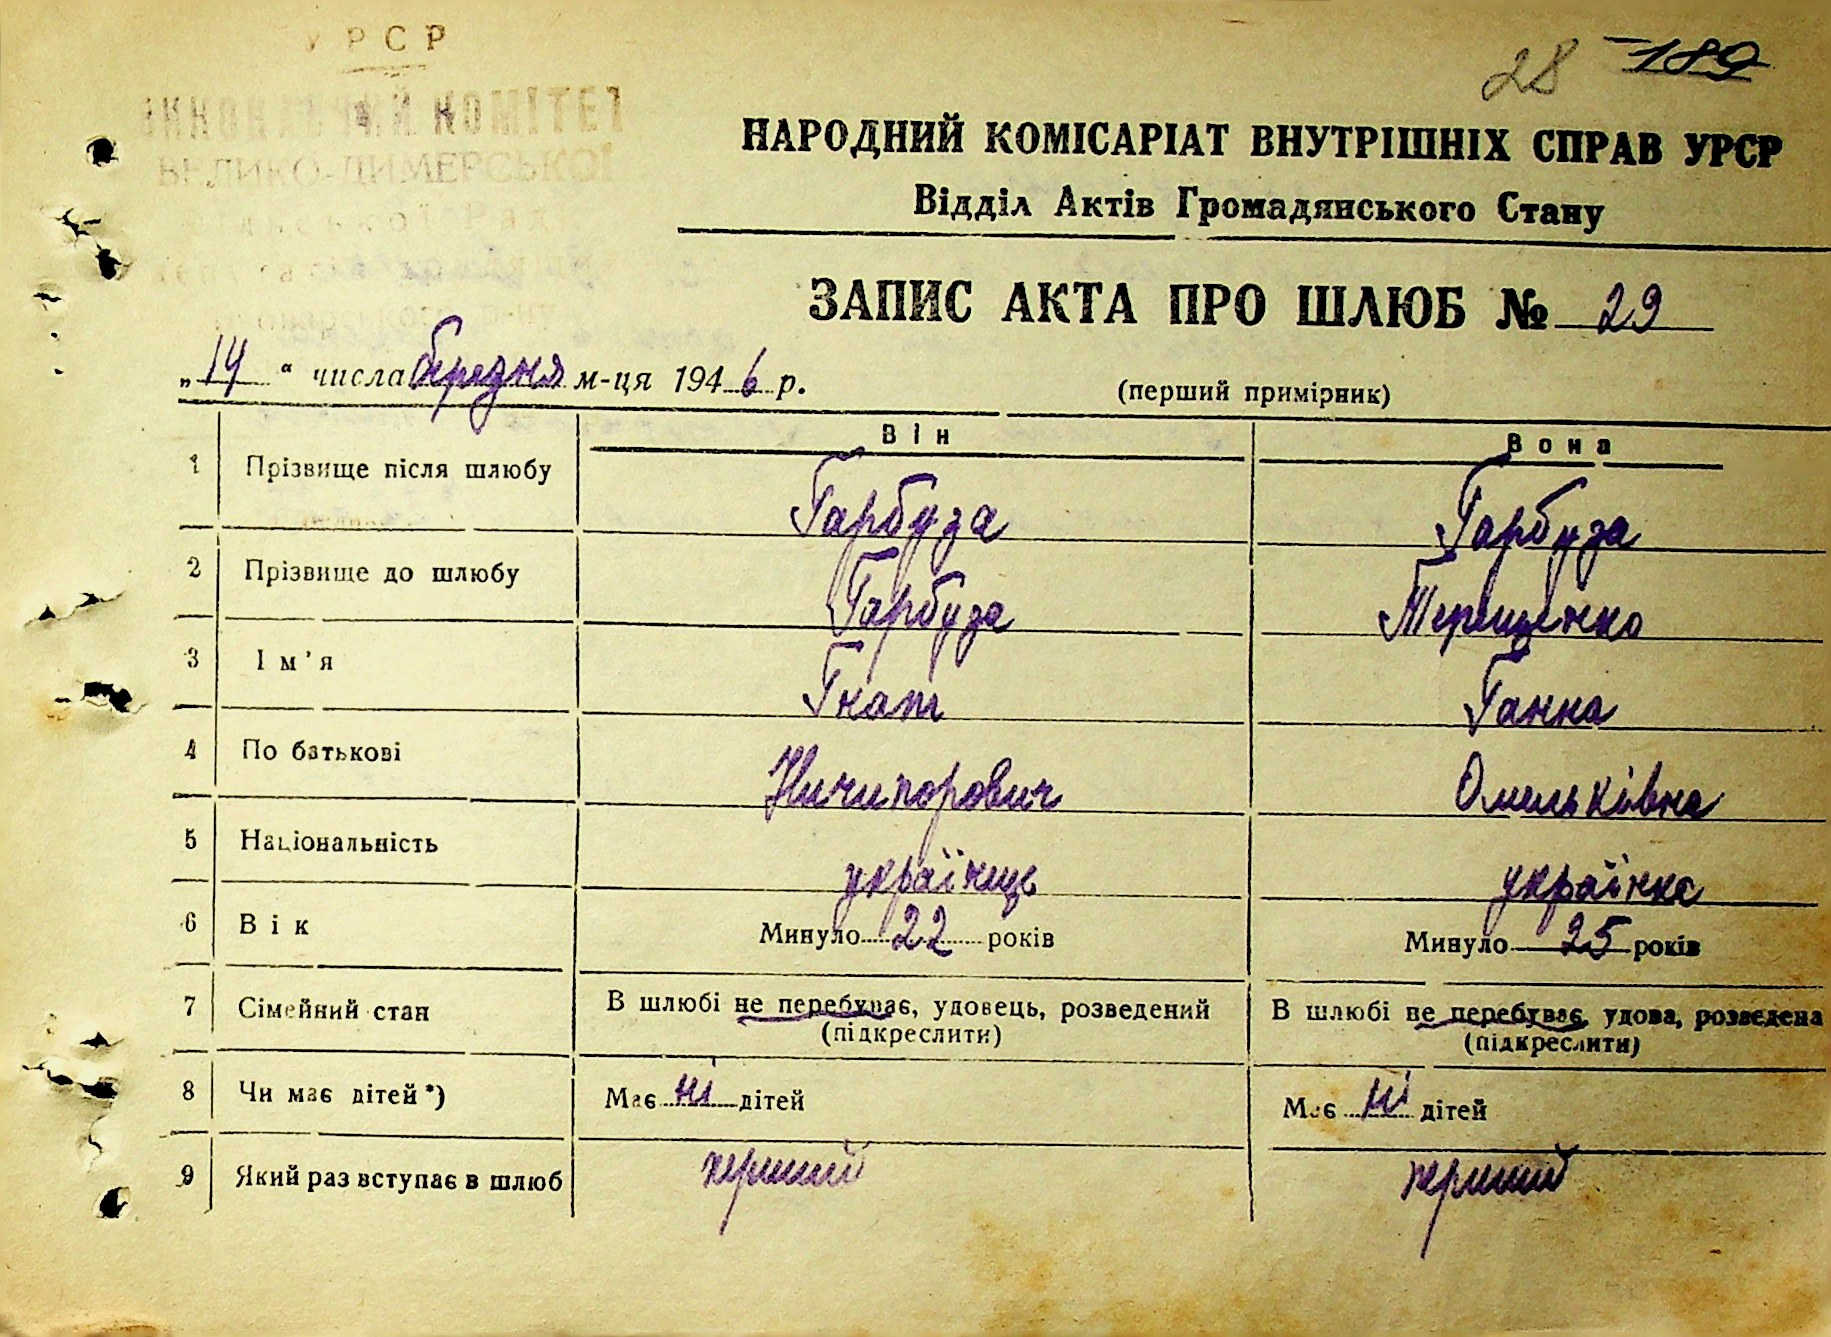 УРСР
28 189
ВИКОНАВЧИЙ КОМІТЕТ
ВЕЛИКО-ДИМЕРСЬКОЇ
НАРОДНИЙ КОМІСАРІАТ ВНУТРІШНІХ СПРАВ УРСР
Відділ Актів Громадянського Стану
ЗАПИС АКТА ПРО ШЛЮБ № 29
„14“ числа березня м-ця 1946 р.
(перший примірник)
Він Вона
1 Прізвище після шлюбу Гарбуза Гарбуза
2 Прізвище до шлюбу Гарбуза Терещенко
3 Ім'я Гнат Ганна
4 По батькові Ничипорович Омельківна
5 Національність українець українка
6 Вік Минуло 22 років Минуло 25 років
7 Сімейний стан В шлюбі не перебуває, удовець, розведений В шлюбі не перебуває, удова, розведена
(підкреслити) (підкреслити)
8 Чи має дітей *) Має ні дітей Має ні дітей
9 Який раз вступає в шлюб перший перший